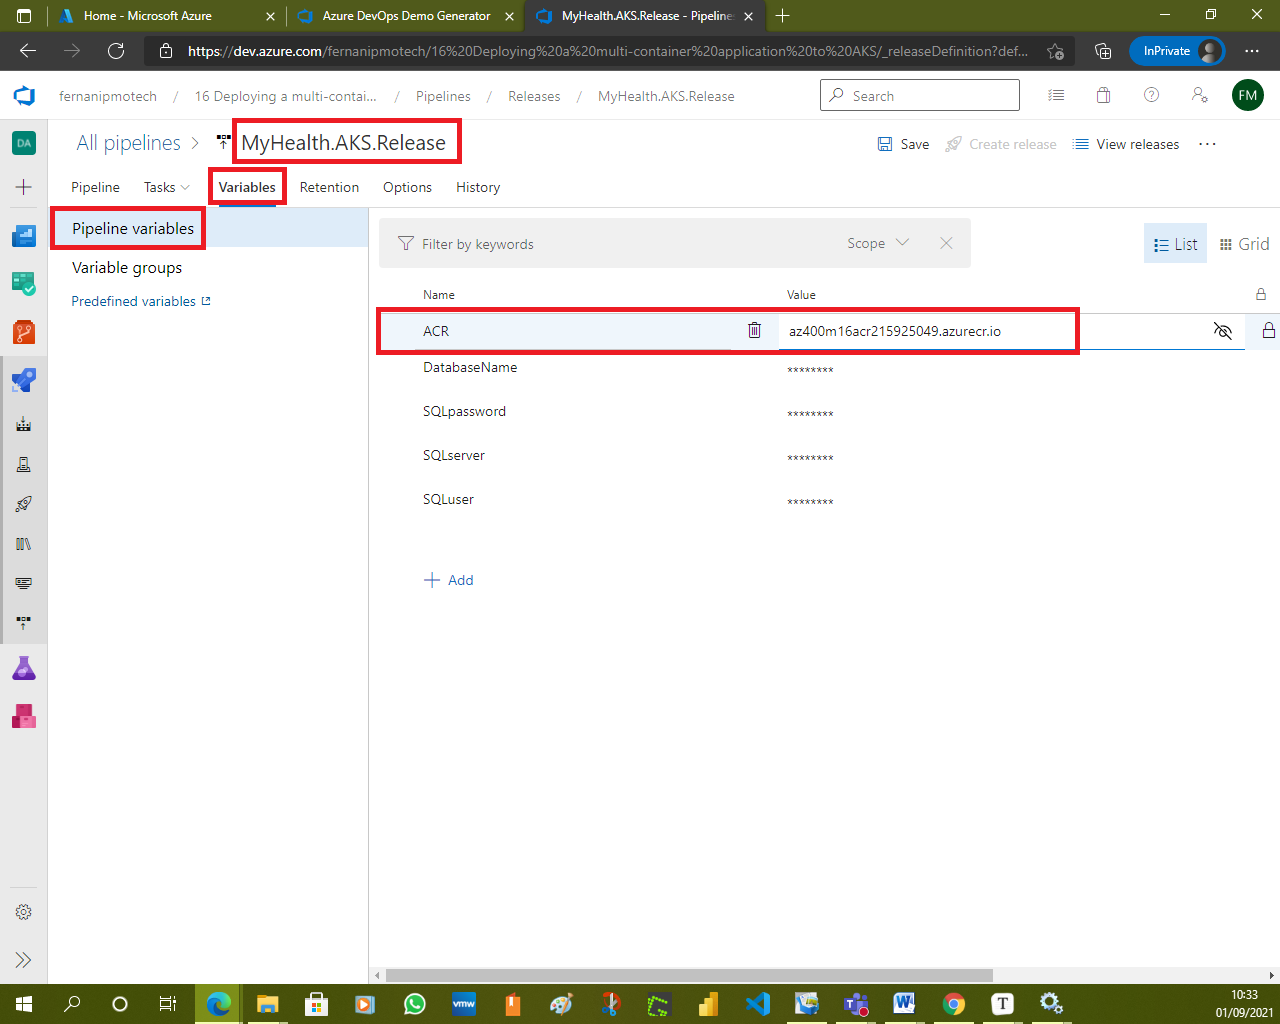 Home - Microsoft Azure
Azure DevOps Demo Generator
MyHealth.AKS.Release - Pipeline
https://dev.azure.com/fernanipmotech/16%20Deploying%20a%20multi-container%20application%20to%20AKS/_releaseDefinition?def...
InPrivate
fernanipmotech / 16 Deploying a multi-contai... / Pipelines / Releases / MyHealth.AKS.Release
Search
FM
DA
All pipelines > MyHealth.AKS.Release
Save
Create release
View releases
Pipeline
Tasks
Variables
Retention
Options
History
Pipeline variables
Variable groups
Predefined variables
Filter by keywords
Scope
List
Grid
Name
Value
ACR
az400m16acr215925049.azurecr.io
DatabaseName
********
SQLpassword
********
SQLserver
********
SQLuser
********
+ Add
vmw
T
10:33
01/09/2021